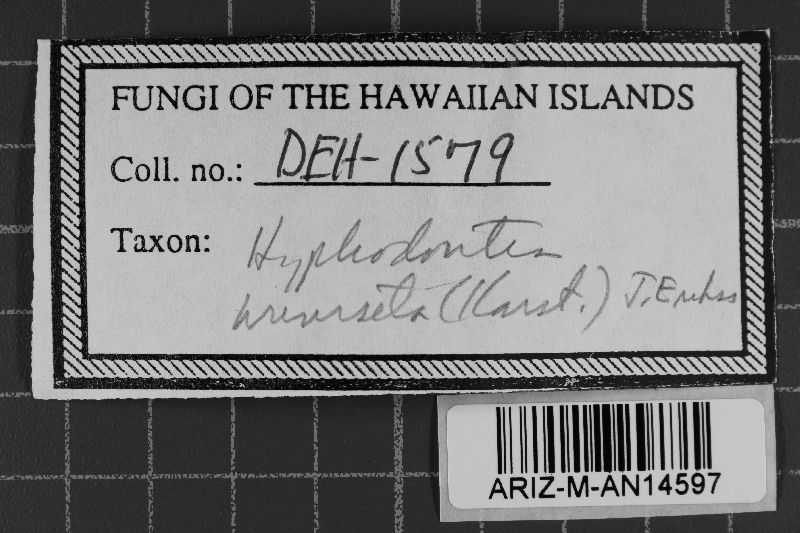 FUNGI OF THE HAWAIIAN ISLANDS
Coll. no.: DEH-1579
Taxon: Hyphodontia
breviseta (Karst.) J. Erikss
ARIZ-M-AN14597